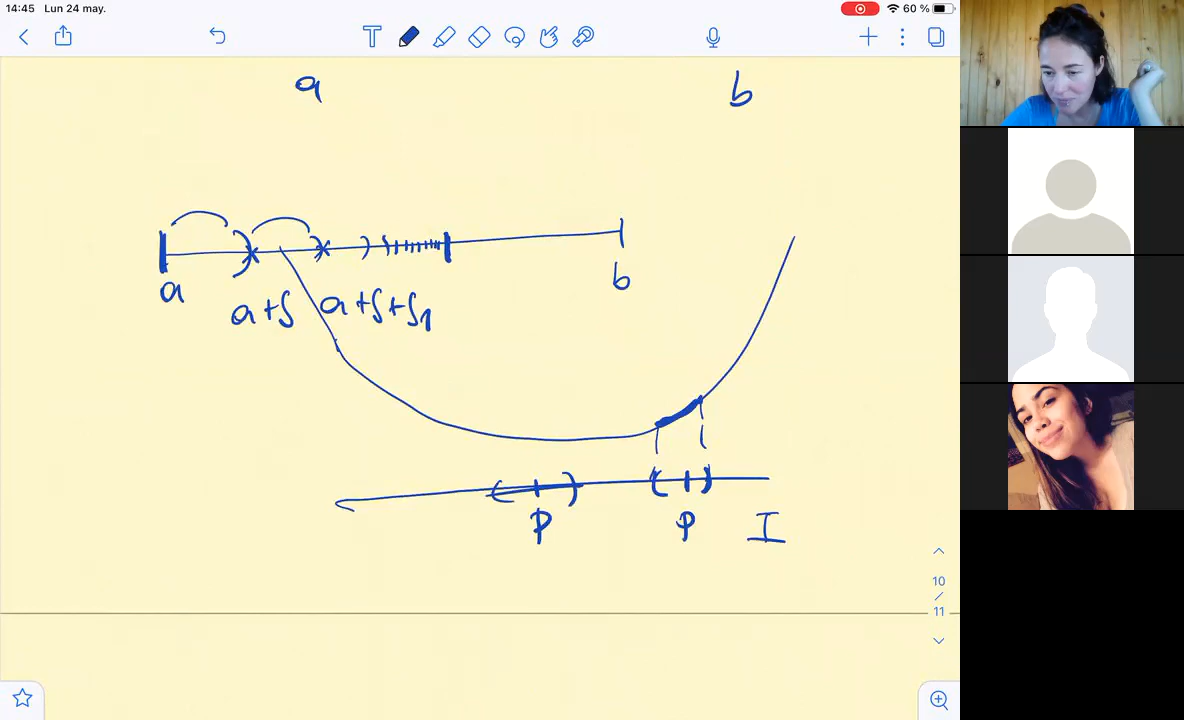 14:45 Lun 24 may. 60 %
T
a b
a b
a+δ a+δ+δ1
p p I
10
/
11